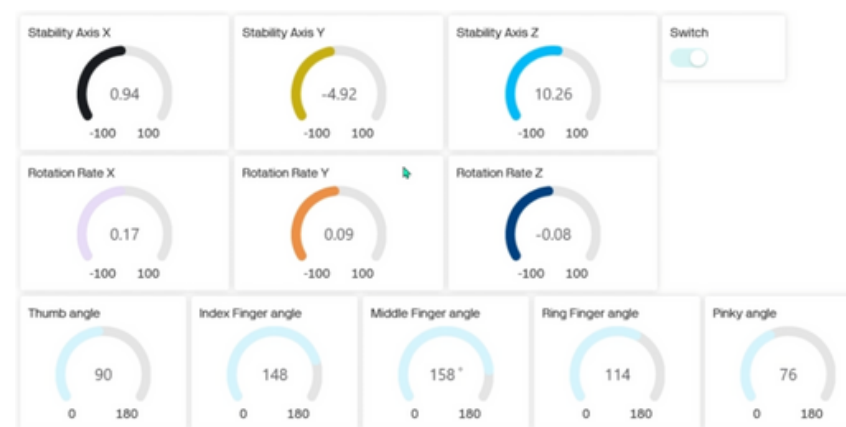 Stability Axis X
0.94
-100 100
Stability Axis Y
-4.92
-100 100
Stability Axis Z
10.26
-100 100
Switch
Rotation Rate X
0.17
-100 100
Rotation Rate Y
0.09
-100 100
Rotation Rate Z
-0.08
-100 100
Thumb angle
90
0 180
Index Finger angle
148
0 180
Middle Finger angle
158 °
0 180
Ring Finger angle
114
0 180
Pinky angle
76
0 180